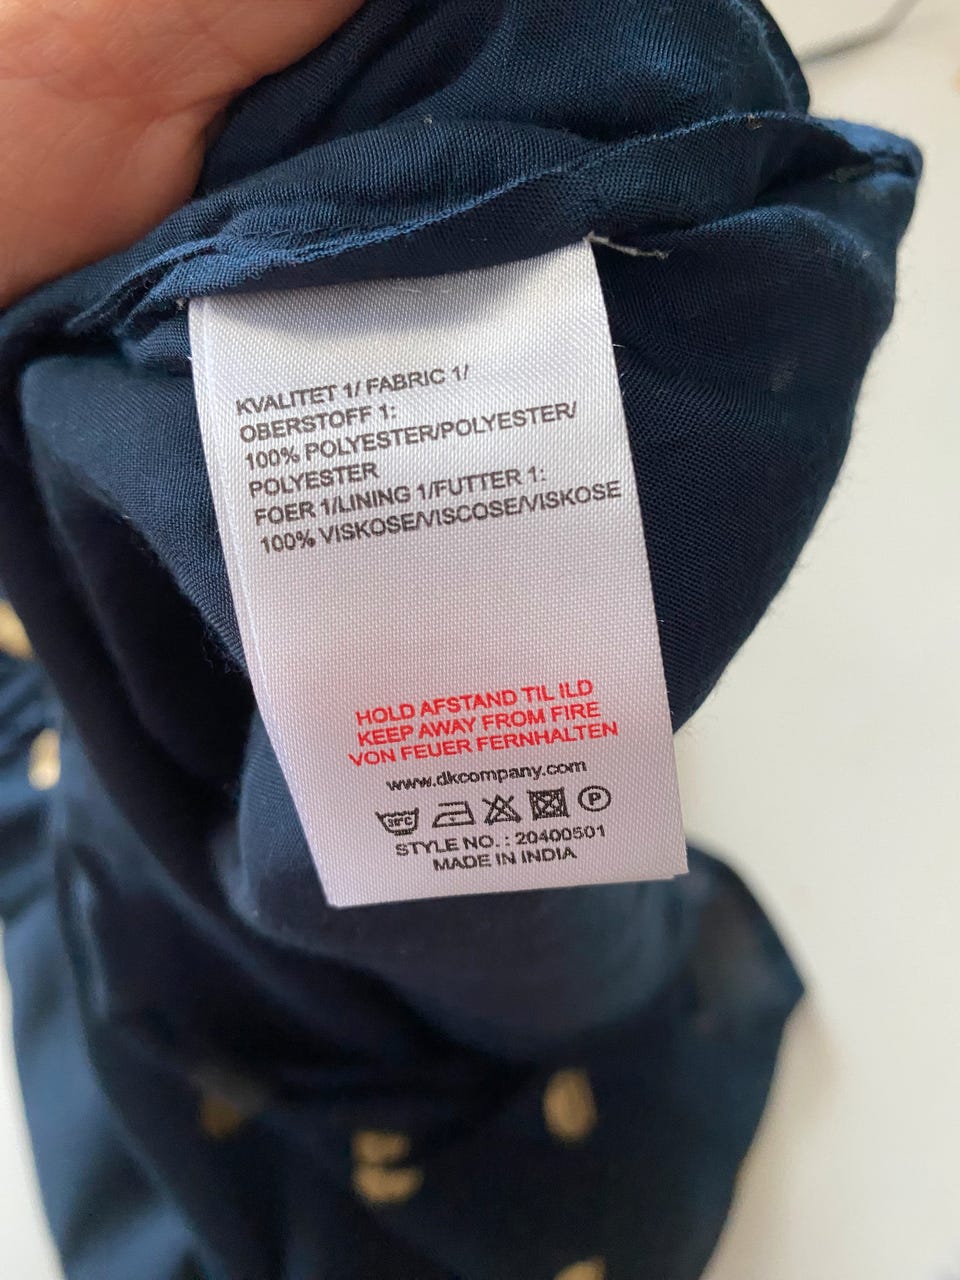 KVALITET 1/ FABRIC 1/
OBERSTOFF 1:
100% POLYESTER/POLYESTER/
POLYESTER
FOER 1/LINING 1/FUTTER 1:
100% VISKOSE/VISCOSE/VISKOSE
HOLD AFSTAND TIL ILD
KEEP AWAY FROM FIRE
VON FEUER FERNHALTEN
www.dkcompany.com
30°C P
STYLE NO. : 20400501
MADE IN INDIA